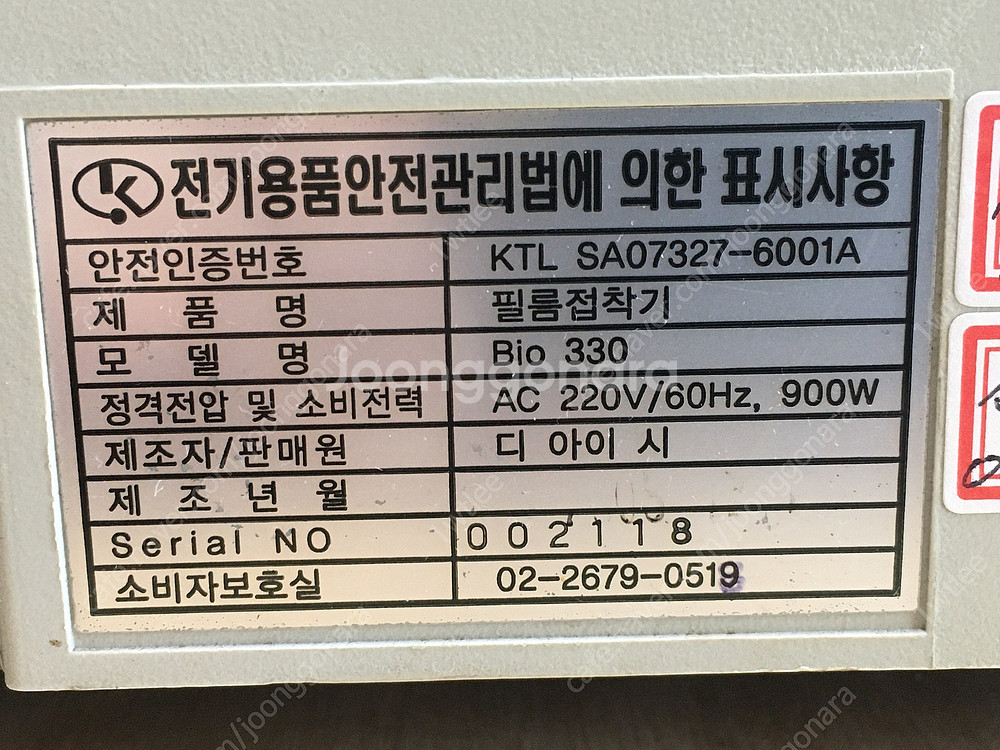 K 전기용품안전관리법에 의한 표시사항
안전인증번호 KTL SA07327-6001A
제 품 명 필름접착기
모 델 명 Bio 330
정격전압 및 소비전력 AC 220V/60Hz, 900W
제조자/판매원 디 아이 시
제 조 년 월
Serial NO 002118
소비자보호실 02-2679-0519
Joonggonara